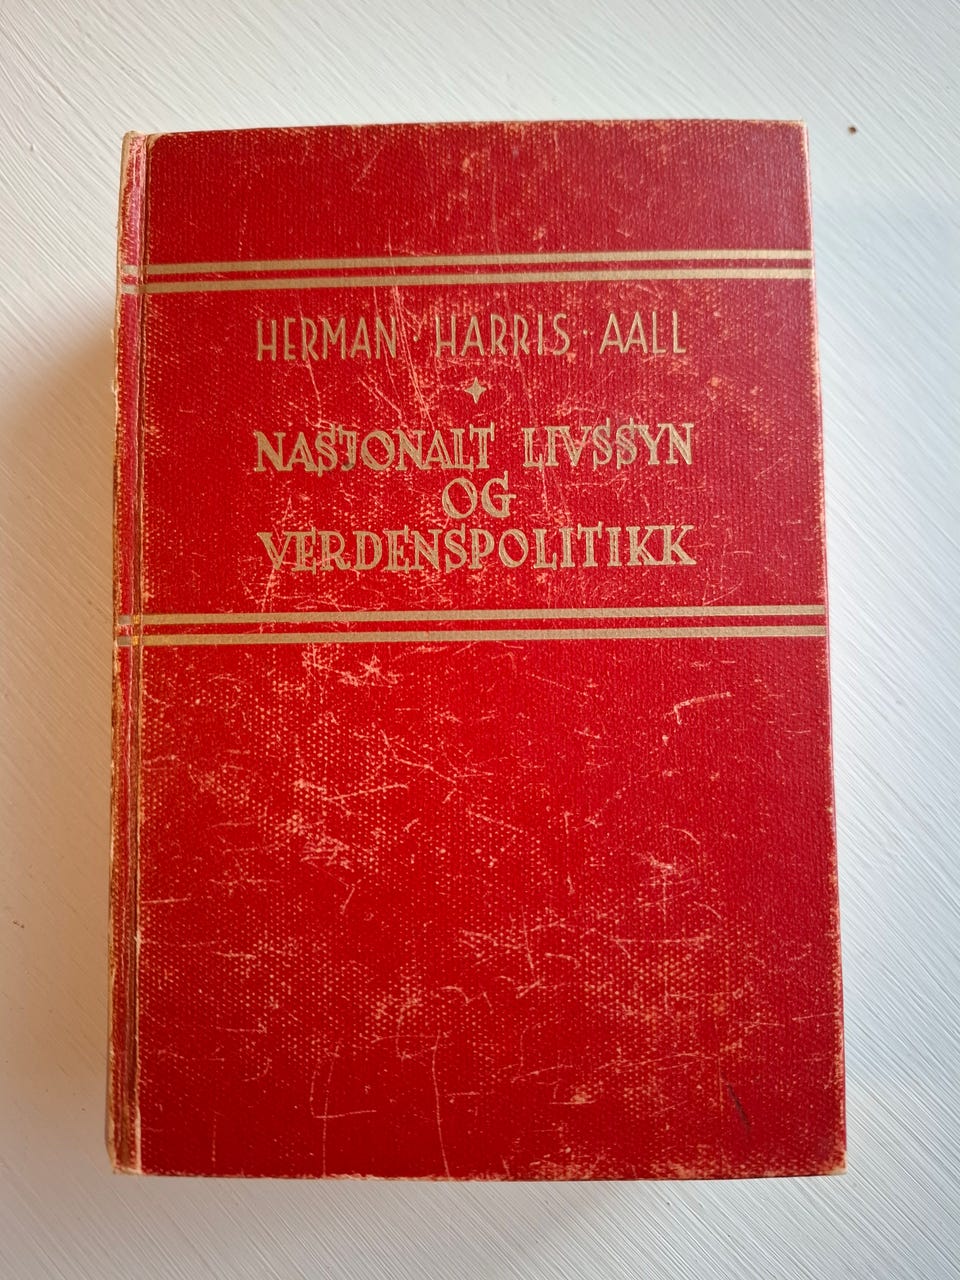 HERMAN · HARRIS · AALL
NASJONALT LIVSSYN
OG
VERDENSPOLITIKK